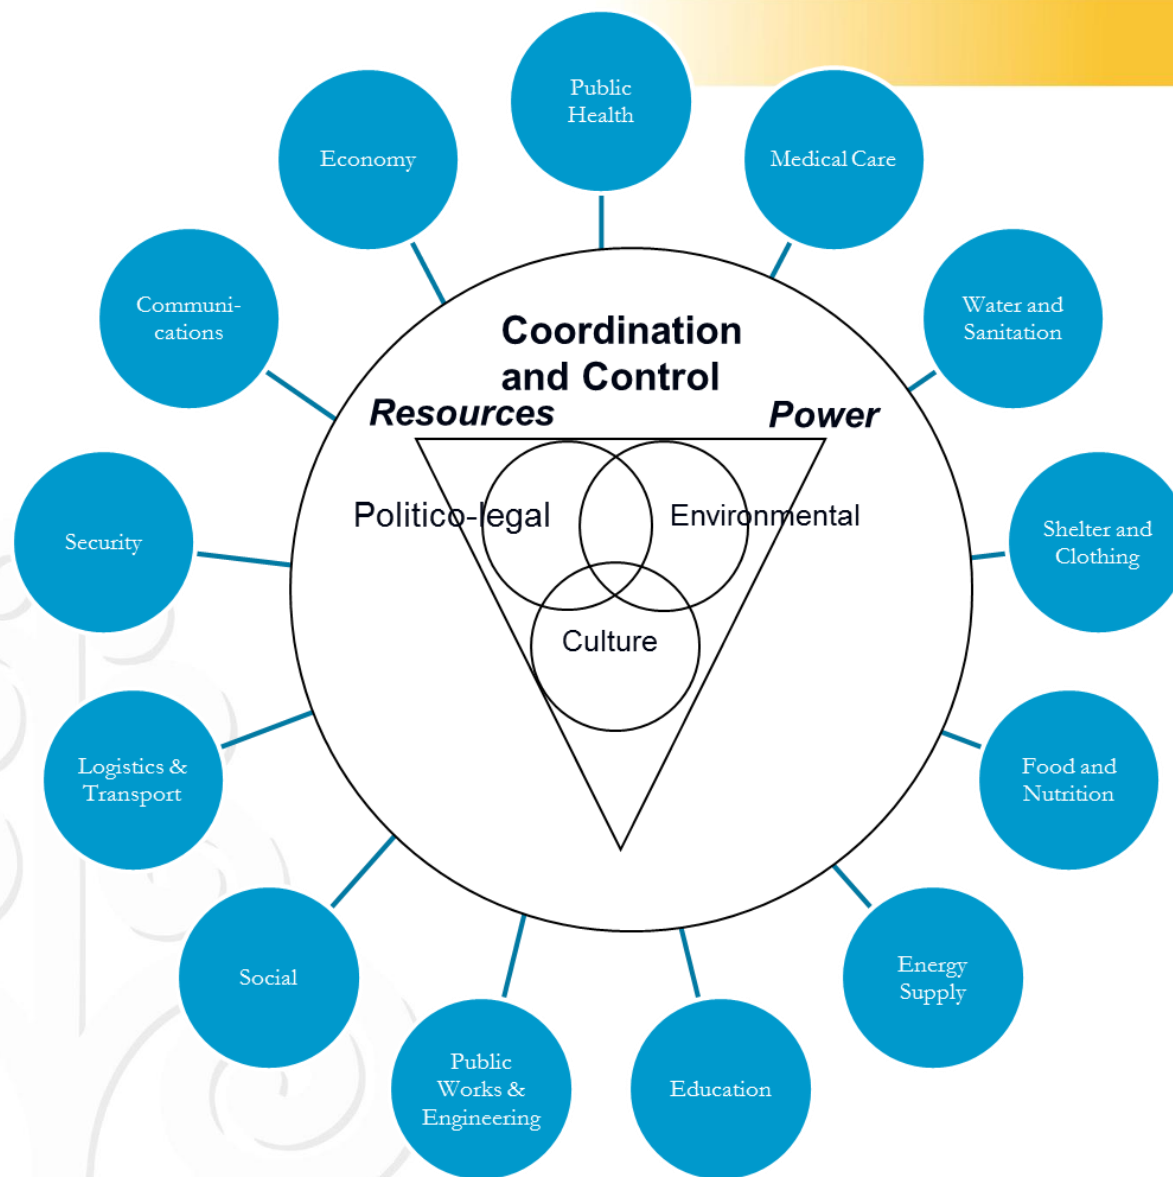 Public
Health
Medical Care
Economy
Water and
Sanitation
Communi-
cations
Coordination
and Control
Resources
Power
Politico-legal
Environmental
Culture
Security
Shelter and
Clothing
Logistics &
Transport
Food and
Nutrition
Social
Energy
Supply
Public
Works &
Engineering
Education